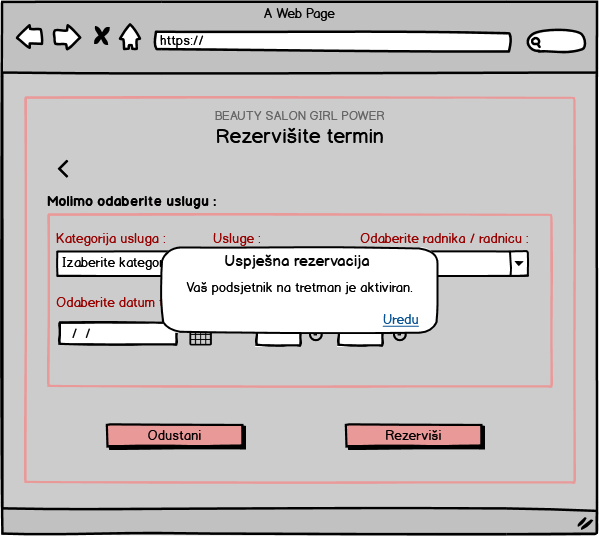 A Web Page
https://
BEAUTY SALON GIRL POWER
Rezervišite termin
Molimo odaberite uslugu :
Kategorija usluga : Usluge : Odaberite radnika / radnicu :
Izaberite kategor
Uspješna rezervacija
Vaš podsjetnik na tretman je aktiviran.
Uredu
Odaberite datum
/ /
Odustani Rezerviši